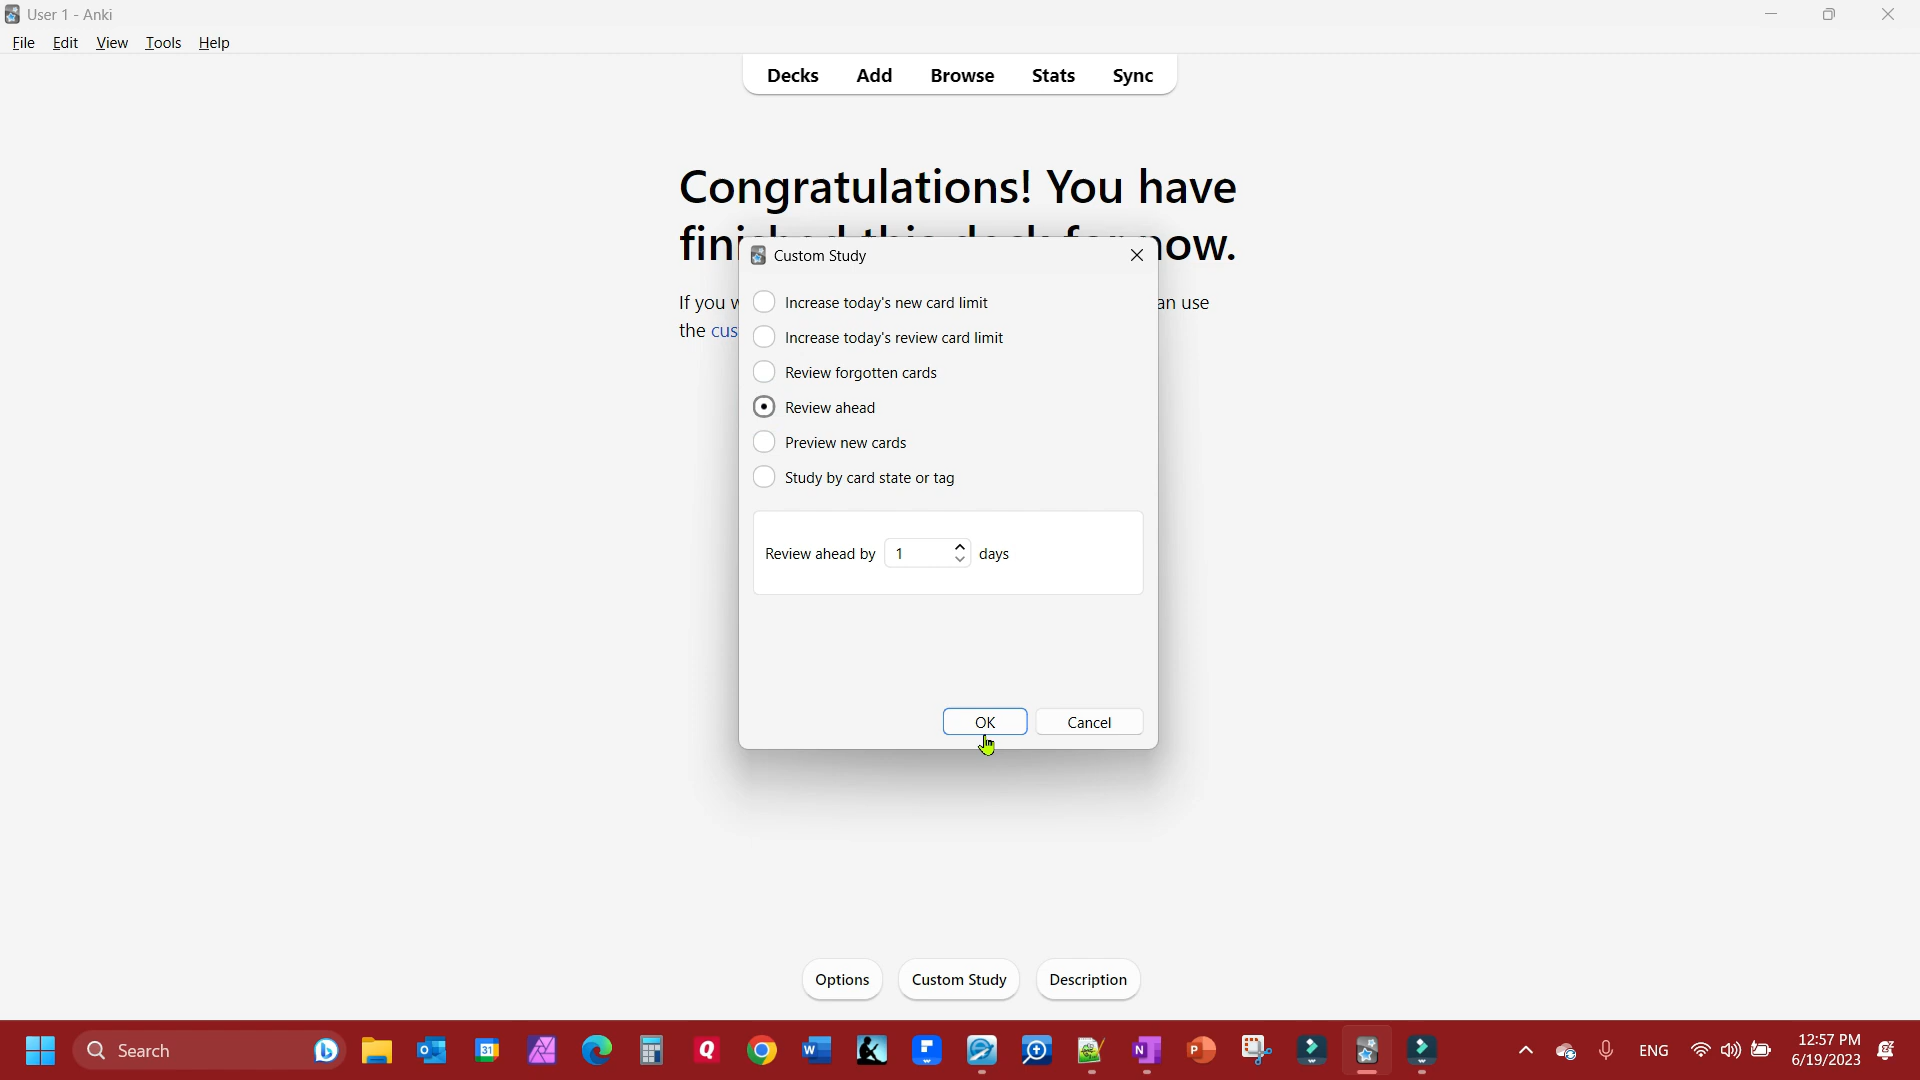 User 1 - Anki
File Edit View Tools Help
Decks Add Browse Stats Sync
Congratulations! You have
now.
If you an use
the cus
Custom Study
Increase today's new card limit
Increase today's review card limit
Review forgotten cards
Review ahead
Preview new cards
Study by card state or tag
Review ahead by 1 days
OK Cancel
Options Custom Study Description
Search
ENG
12:57 PM
6/19/2023